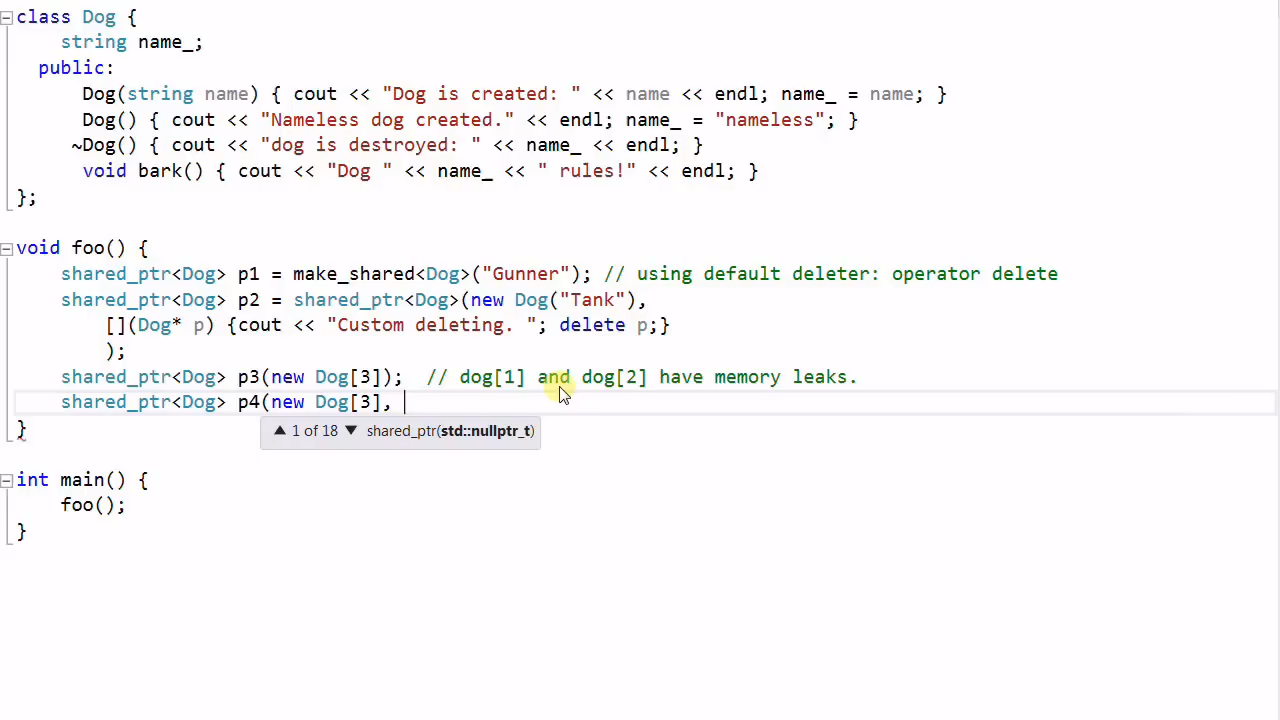 class Dog {
string name_;
public:
Dog(string name) { cout << "Dog is created: " << name << endl; name_ = name; }
Dog() { cout << "Nameless dog created." << endl; name_ = "nameless"; }
~Dog() { cout << "dog is destroyed: " << name_ << endl; }
void bark() { cout << "Dog " << name_ << " rules!" << endl; }
};
void foo() {
shared_ptr<Dog> p1 = make_shared<Dog>("Gunner"); // using default deleter: operator delete
shared_ptr<Dog> p2 = shared_ptr<Dog>(new Dog("Tank"),
[](Dog* p) {cout << "Custom deleting. "; delete p;}
);
shared_ptr<Dog> p3(new Dog[3]); // dog[1] and dog[2] have memory leaks.
shared_ptr<Dog> p4(new Dog[3],
}
▲ 1 of 18 ▼ shared_ptr(std::nullptr_t)
int main() {
foo();
}